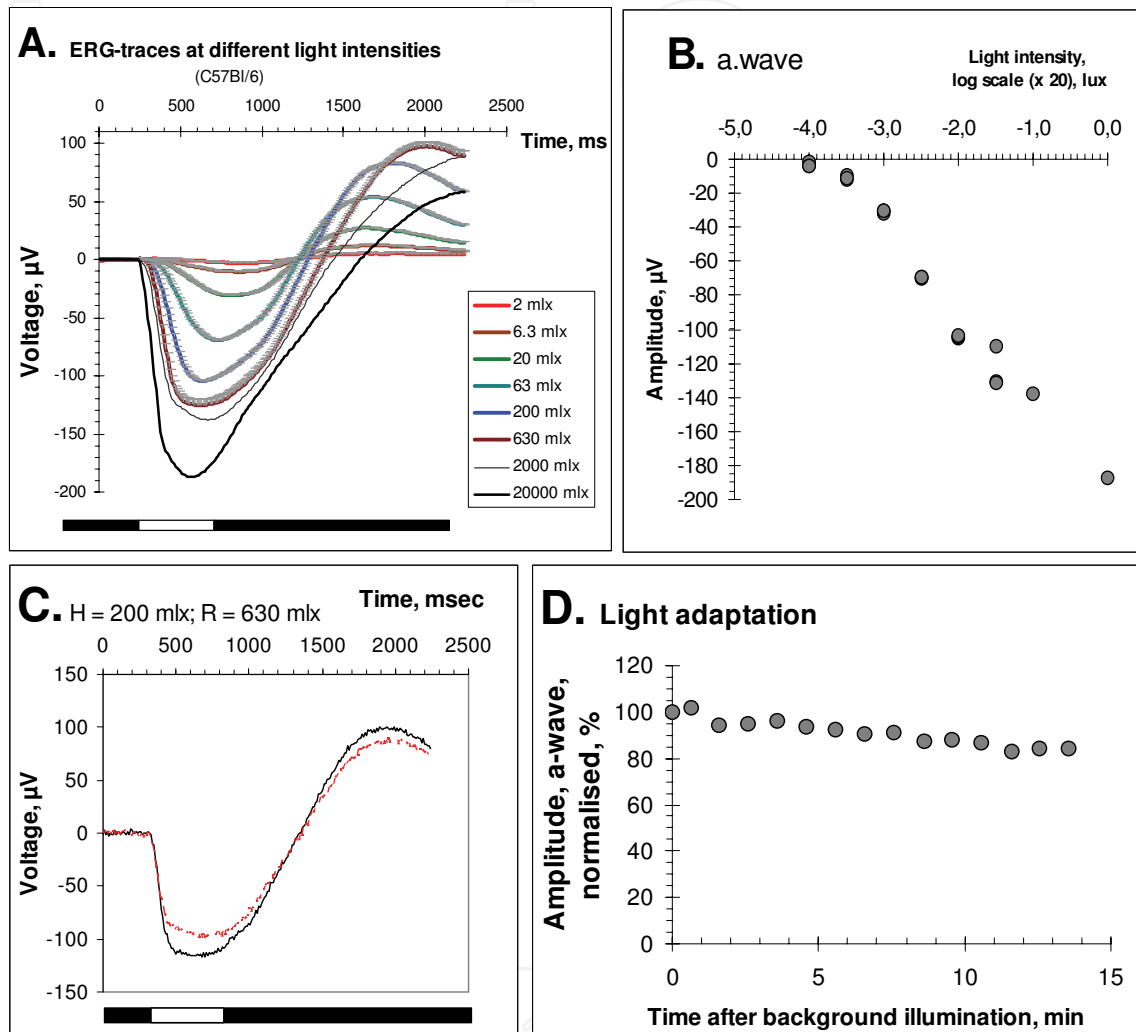 A. ERG-traces at different light intensities
(C57Bl/6)
0 500 1000 1500 2000 2500
Time, ms
100
50
0
-50
-100
-150
-200
Voltage, µV
2 mlx
6.3 mlx
20 mlx
63 mlx
200 mlx
630 mlx
2000 mlx
20000 mlx
B. a.wave
Light intensity,
log scale (x 20), lux
-5,0 -4,0 -3,0 -2,0 -1,0 0,0
0
-20
-40
-60
-80
-100
-120
-140
-160
-180
-200
Amplitude, µV
C. H = 200 mlx; R = 630 mlx
Time, msec
0 500 1000 1500 2000 2500
150
100
50
0
-50
-100
-150
Voltage, µV
D. Light adaptation
120
100
80
60
40
20
0
Amplitude, a-wave,
normalised, %
0 5 10 15
Time after background illumination, min